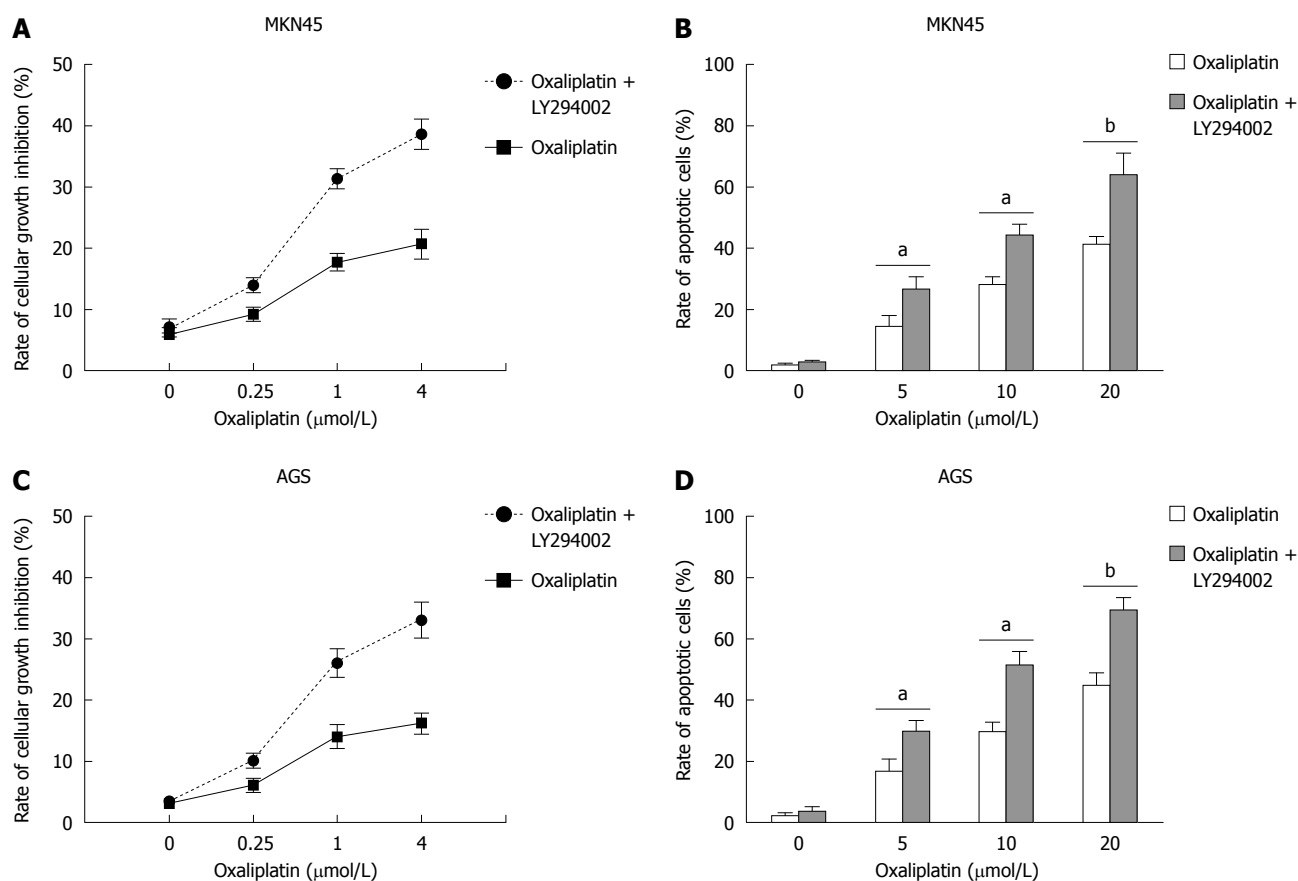 A
MKN45
50
40
30
20
10
0
Rate of cellular growth inhibition (%)
0
0.25
1
4
Oxaliplatin (μmol/L)
Oxaliplatin +
LY294002
Oxaliplatin
B
MKN45
100
80
60
40
20
0
Rate of apoptotic cells (%)
a
a
b
0
5
10
20
Oxaliplatin (μmol/L)
Oxaliplatin
Oxaliplatin +
LY294002
C
AGS
50
40
30
20
10
0
Rate of cellular growth inhibition (%)
0
0.25
1
4
Oxaliplatin (μmol/L)
Oxaliplatin +
LY294002
Oxaliplatin
D
AGS
100
80
60
40
20
0
Rate of apoptotic cells (%)
a
a
b
0
5
10
20
Oxaliplatin (μmol/L)
Oxaliplatin
Oxaliplatin +
LY294002